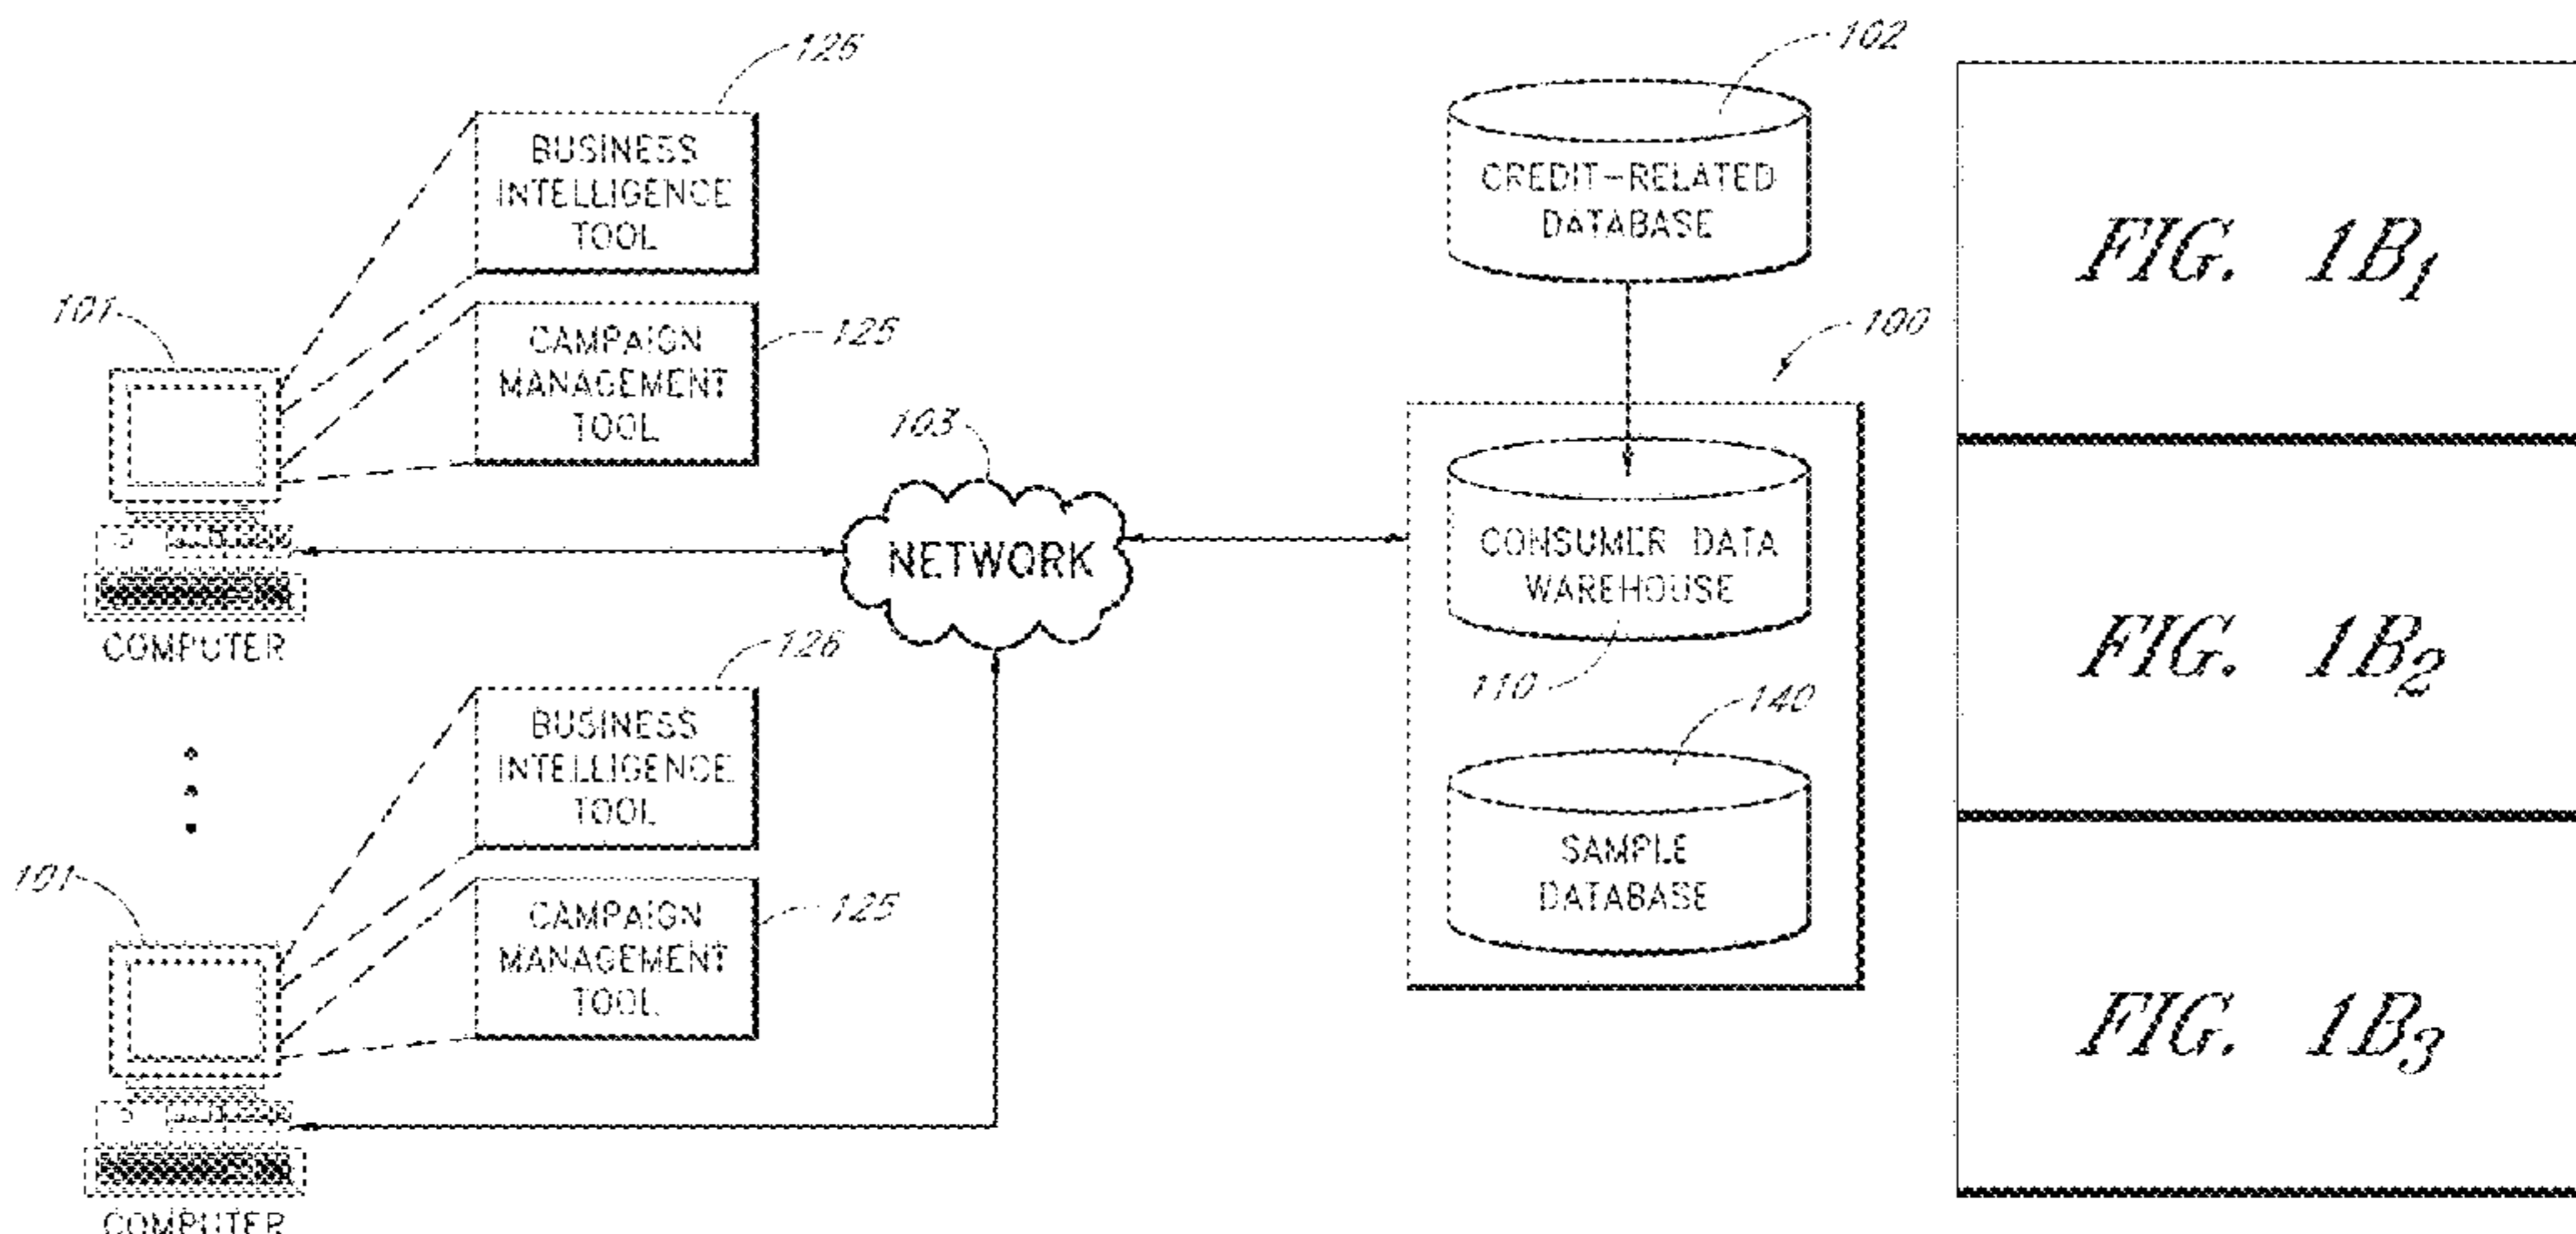 126
BUSINESS
INTELLIGENCE
TOOL
101
CAMPAIGN
MANAGEMENT
TOOL
125
COMPUTER
103
NETWORK
126
BUSINESS
INTELLIGENCE
TOOL
101
CAMPAIGN
MANAGEMENT
TOOL
125
COMPUTER
102
CREDIT-RELATED
DATABASE
100
CONSUMER DATA
WAREHOUSE
110
140
SAMPLE
DATABASE
FIG. 1B₁
FIG. 1B₂
FIG. 1B₃